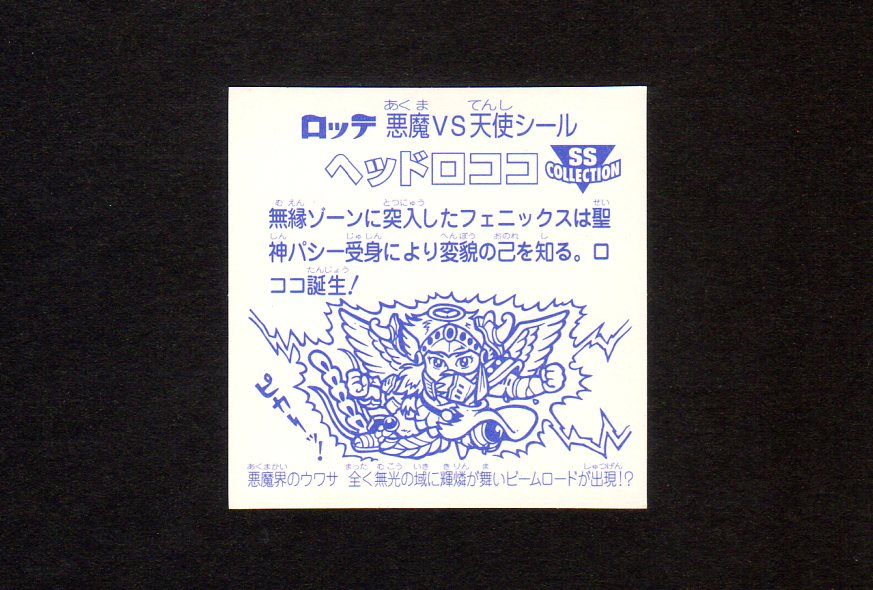 ロッテ 悪魔VS天使シール
ヘッドロココ SS COLLECTION
無縁ゾーンに突入したフェニックスは聖
神パシー受身により変貌の己を知る。ロ
ココ誕生!
悪魔界のウワサ 全く無光の域に輝燐が舞いビームロードが出現!?